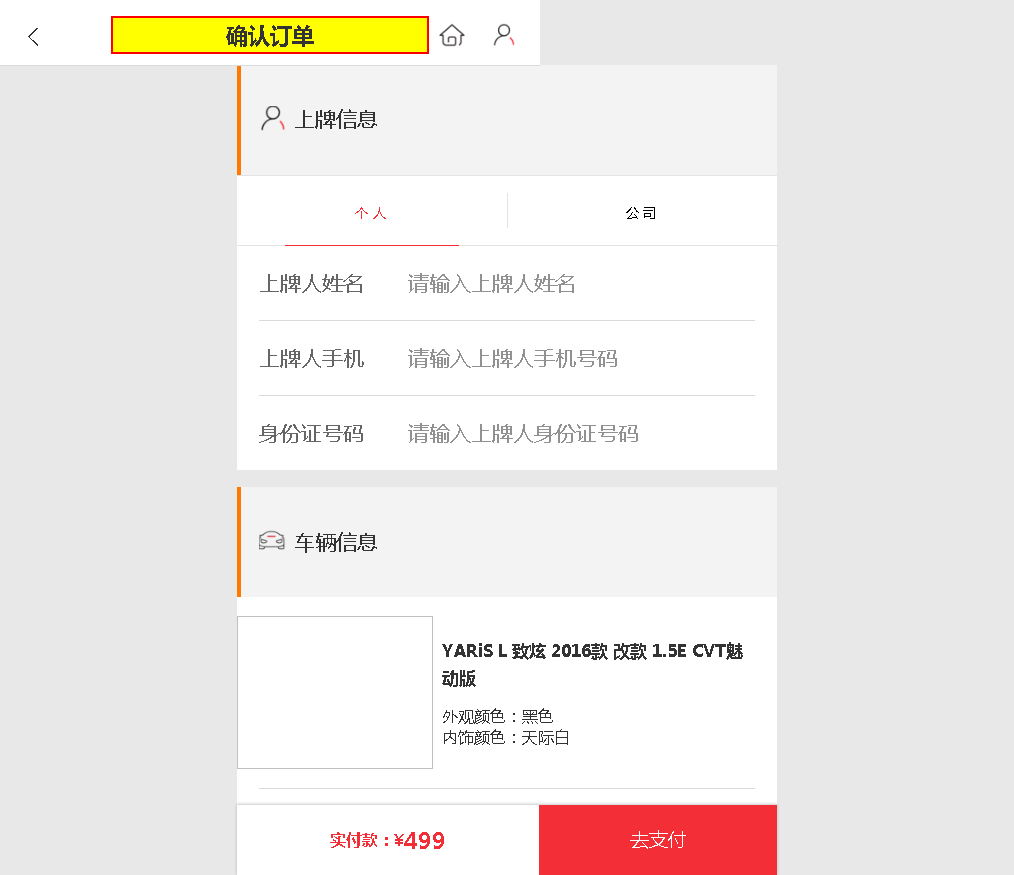 确认订单
上牌信息
个人 公司
上牌人姓名 请输入上牌人姓名
上牌人手机 请输入上牌人手机号码
身份证号码 请输入上牌人身份证号码
车辆信息
YARiS L 致炫 2016款 改款 1.5E CVT魅
动版
外观颜色：黑色
内饰颜色：天际白
实付款：¥499 去支付